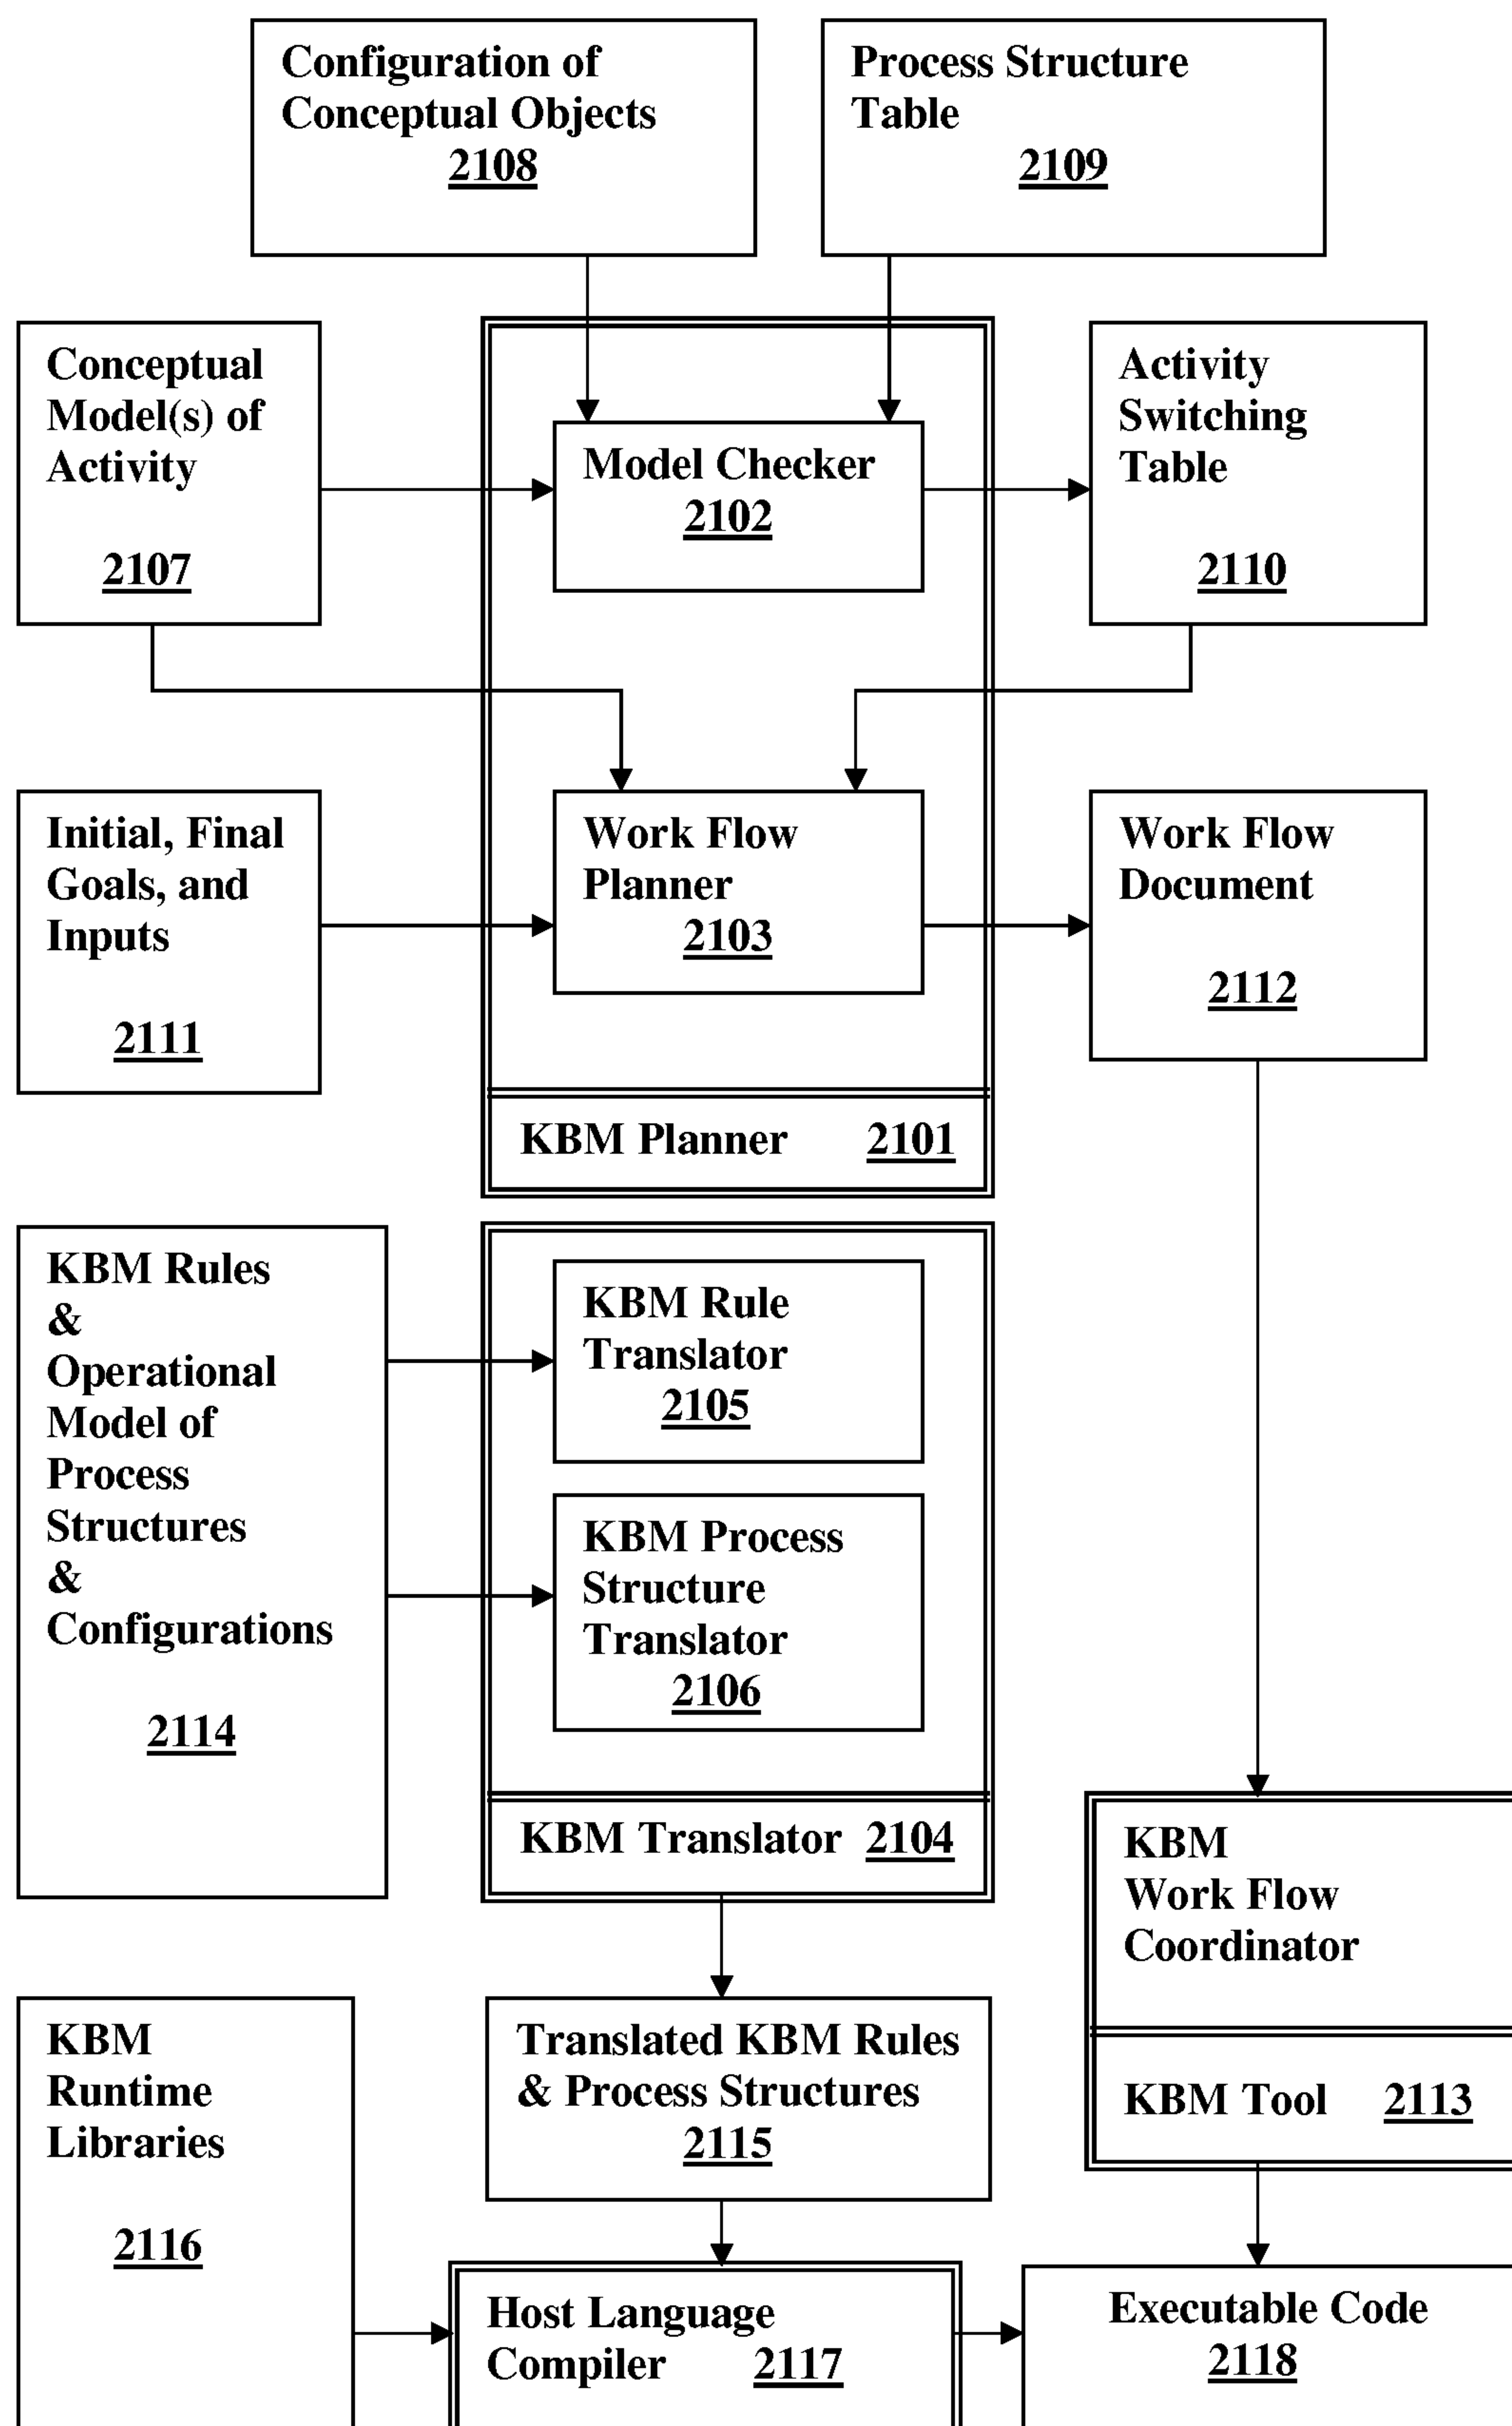 Configuration of
Conceptual Objects
2108
Process Structure
Table
2109
Conceptual
Model(s) of
Activity
2107
Model Checker
2102
Activity
Switching
Table
2110
Initial, Final
Goals, and
Inputs
2111
Work Flow
Planner
2103
Work Flow
Document
2112
KBM Planner 2101
KBM Rules
&
Operational
Model of
Process
Structures
&
Configurations
2114
KBM Rule
Translator
2105
KBM Process
Structure
Translator
2106
KBM Translator 2104
KBM
Work Flow
Coordinator
KBM Tool 2113
KBM
Runtime
Libraries
2116
Translated KBM Rules
& Process Structures
2115
Host Language
Compiler 2117
Executable Code
2118